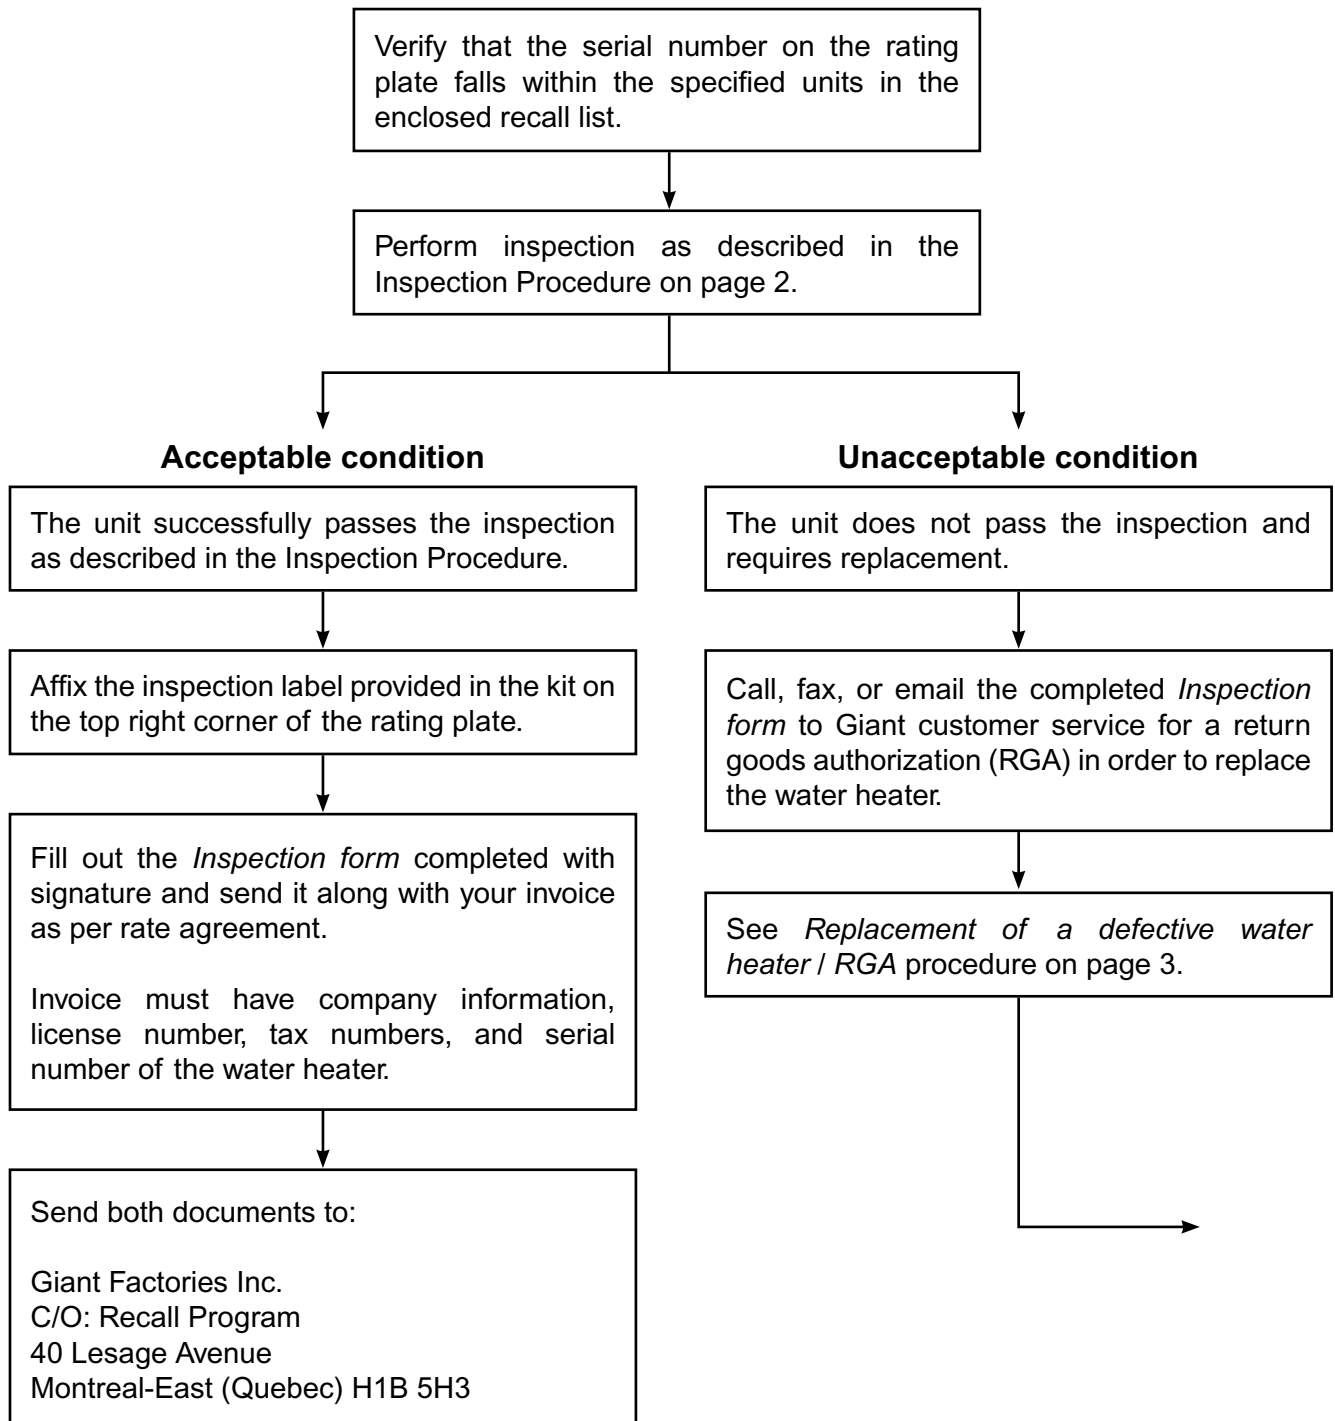 Verify that the serial number on the rating
plate falls within the specified units in the
enclosed recall list.
Perform inspection as described in the
Inspection Procedure on page 2.
Acceptable condition
The unit successfully passes the inspection
as described in the Inspection Procedure.
Affix the inspection label provided in the kit on
the top right corner of the rating plate.
Fill out the Inspection form completed with
signature and send it along with your invoice
as per rate agreement.
Invoice must have company information,
license number, tax numbers, and serial
number of the water heater.
Send both documents to:
Giant Factories Inc.
C/O: Recall Program
40 Lesage Avenue
Montreal-East (Quebec) H1B 5H3
Unacceptable condition
The unit does not pass the inspection and
requires replacement.
Call, fax, or email the completed Inspection
form to Giant customer service for a return
goods authorization (RGA) in order to replace
the water heater.
See Replacement of a defective water
heater / RGA procedure on page 3.